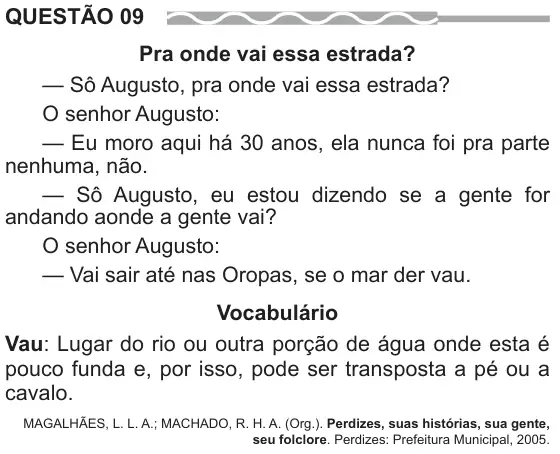 QUESTÃO 09
Pra onde vai essa estrada?
— Sô Augusto, pra onde vai essa estrada?
O senhor Augusto:
— Eu moro aqui há 30 anos, ela nunca foi pra parte
nenhuma, não.
— Sô Augusto, eu estou dizendo se a gente for
andando aonde a gente vai?
O senhor Augusto:
— Vai sair até nas Oropas, se o mar der vau.
Vocabulário
Vau: Lugar do rio ou outra porção de água onde esta é
pouco funda e, por isso, pode ser transposta a pé ou a
cavalo.
MAGALHÃES, L. L. A.; MACHADO, R. H. A. (Org.). Perdizes, suas histórias, sua gente,
seu folclore. Perdizes: Prefeitura Municipal, 2005.